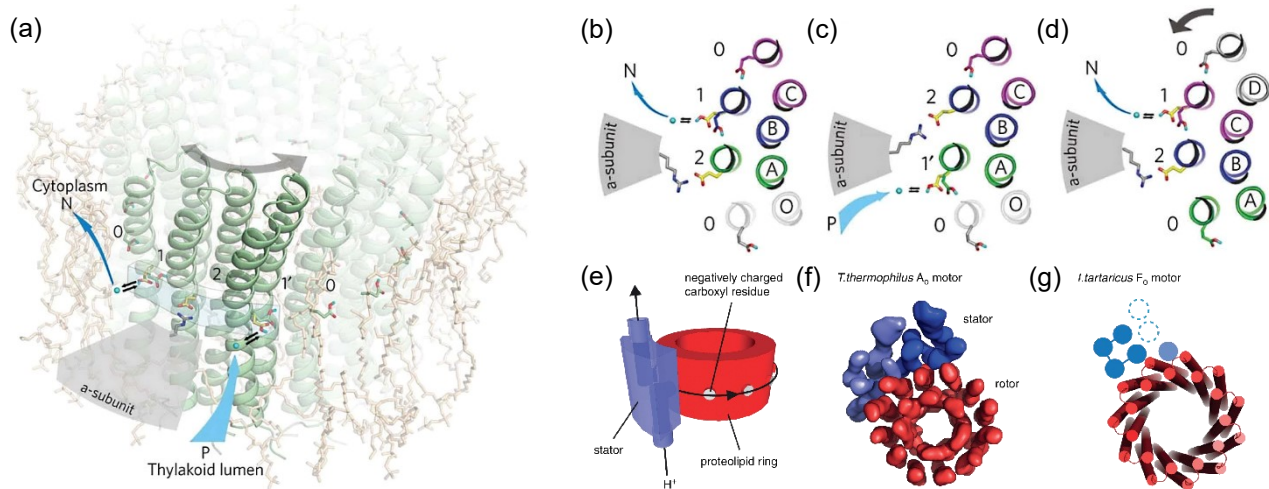 (a)
Cytoplasm
N
0
1
2
1'
0
a-subunit
P
Thylakoid lumen
(b)
0
N
1
C
B
2
A
a-subunit
0
O
(c)
0
2
C
B
a-subunit
1'
A
P
0
O
(d)
0
N
D
1
C
a-subunit
2
B
A
0
(e)
negatively charged
carboxyl residue
stator
proteolipid ring
H⁺
(f)
T.thermophilus A₀ motor
stator
rotor
(g)
I.tartaricus F₀ motor